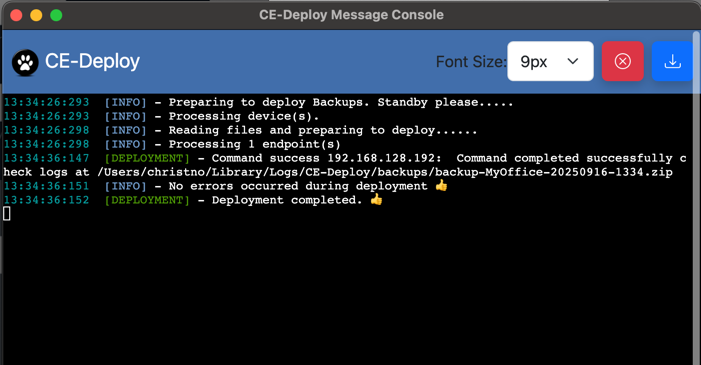 CE-Deploy Message Console
CE-Deploy
Font Size: 9px
13:34:26:293 [INFO] - Preparing to deploy Backups. Standby please.....
13:34:26:293 [INFO] - Processing device(s).
13:34:26:298 [INFO] - Reading files and preparing to deploy......
13:34:26:298 [INFO] - Processing 1 endpoint(s)
13:34:36:147 [DEPLOYMENT] - Command success 192.168.128.192:  Command completed successfully c
heck logs at /Users/christno/Library/Logs/CE-Deploy/backups/backup-MyOffice-20250916-1334.zip
13:34:36:151 [INFO] - No errors occurred during deployment 👍
13:34:36:152 [DEPLOYMENT] - Deployment completed. 👍